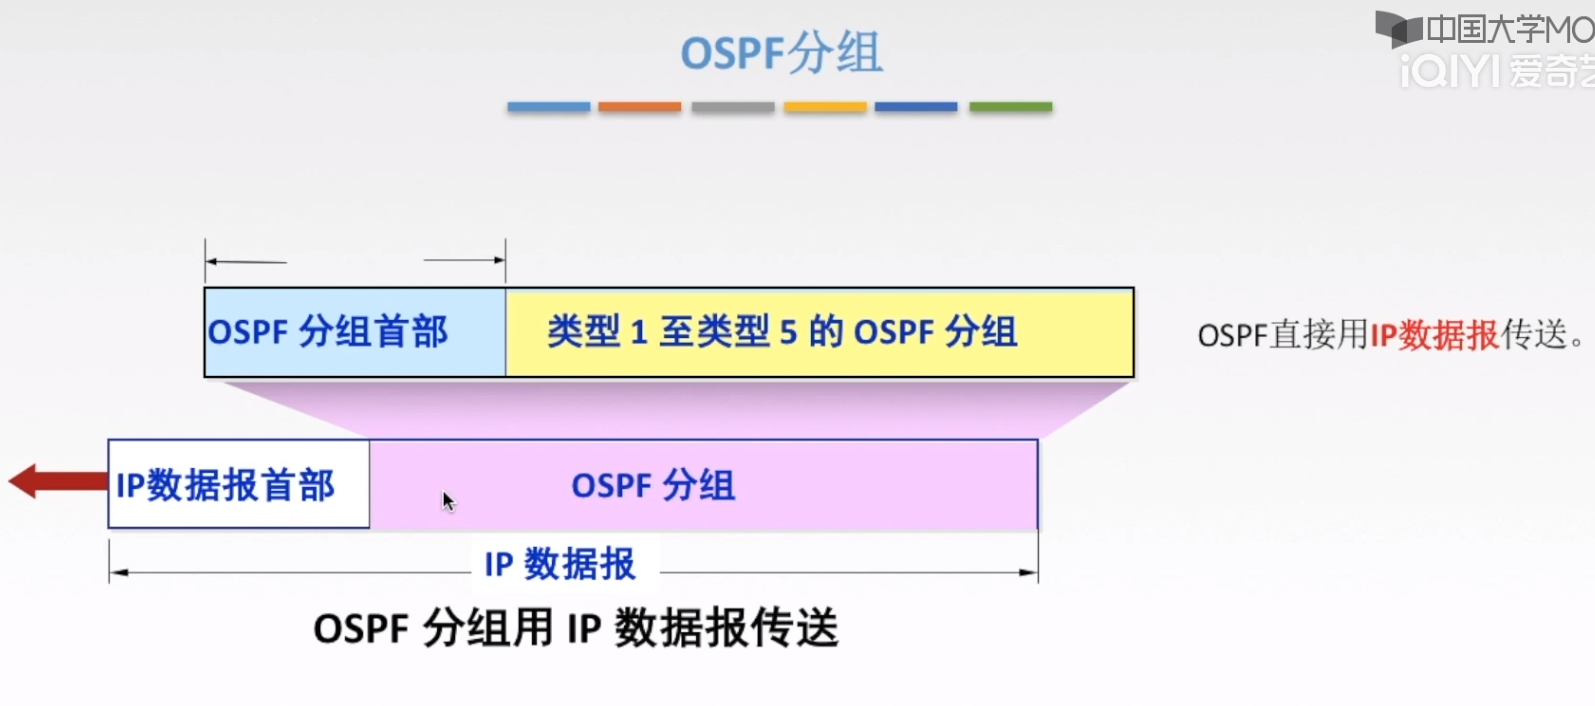 中国大学MO
iQIYI 爱奇艺
OSPF分组
OSPF 分组首部
类型 1 至类型 5 的 OSPF 分组
OSPF直接用IP数据报传送。
IP数据报首部
OSPF 分组
IP 数据报
OSPF 分组用 IP 数据报传送